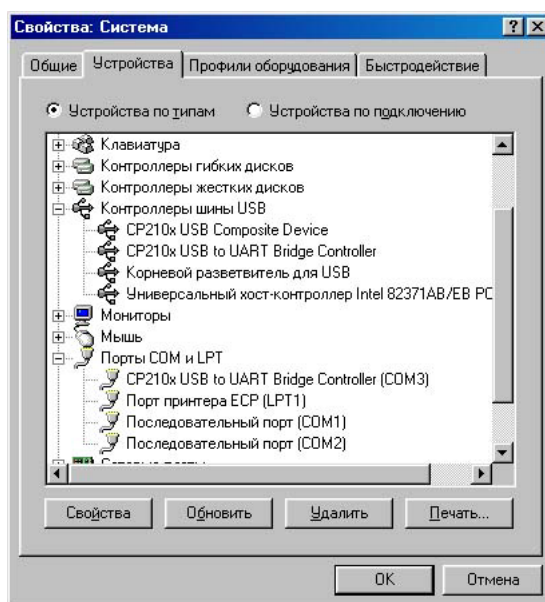 Свойства: Система
Общие Устройства Профили оборудования Быстродействие
Устройства по типам Устройства по подключению
Клавиатура
Контроллеры гибких дисков
Контроллеры жестких дисков
Контроллеры шины USB
CP210x USB Composite Device
CP210x USB to UART Bridge Controller
Корневой разветвитель для USB
Универсальный хост-контроллер Intel 82371AB/EB PC
Мониторы
Мышь
Порты COM и LPT
CP210x USB to UART Bridge Controller (COM3)
Порт принтера ECP (LPT1)
Последовательный порт (COM1)
Последовательный порт (COM2)
Свойства Обновить Удалить Печать...
OK Отмена